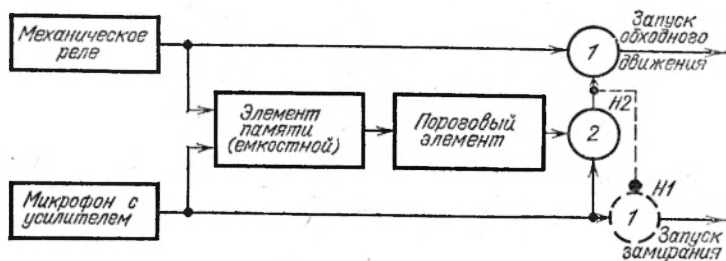 Механическое
реле
1
Запуск
обходного
движения
Элемент
памяти
(емкостной)
Пороговый
элемент
2
Н2
Микрофон с
усилителем
1
Н1
Запуск
замирания